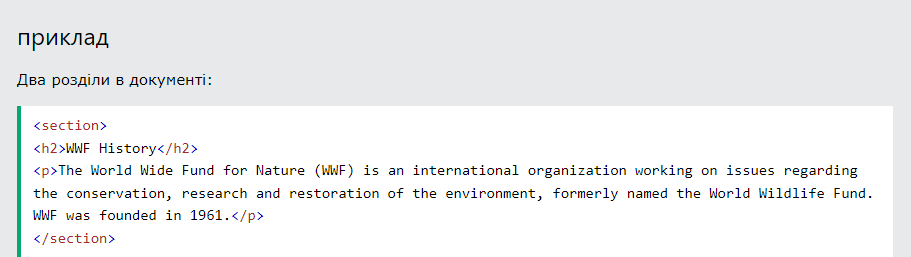 приклад
Два розділи в документі:
<section>
<h2>WWF History</h2>
<p>The World Wide Fund for Nature (WWF) is an international organization working on issues regarding
the conservation, research and restoration of the environment, formerly named the World Wildlife Fund.
WWF was founded in 1961.</p>
</section>